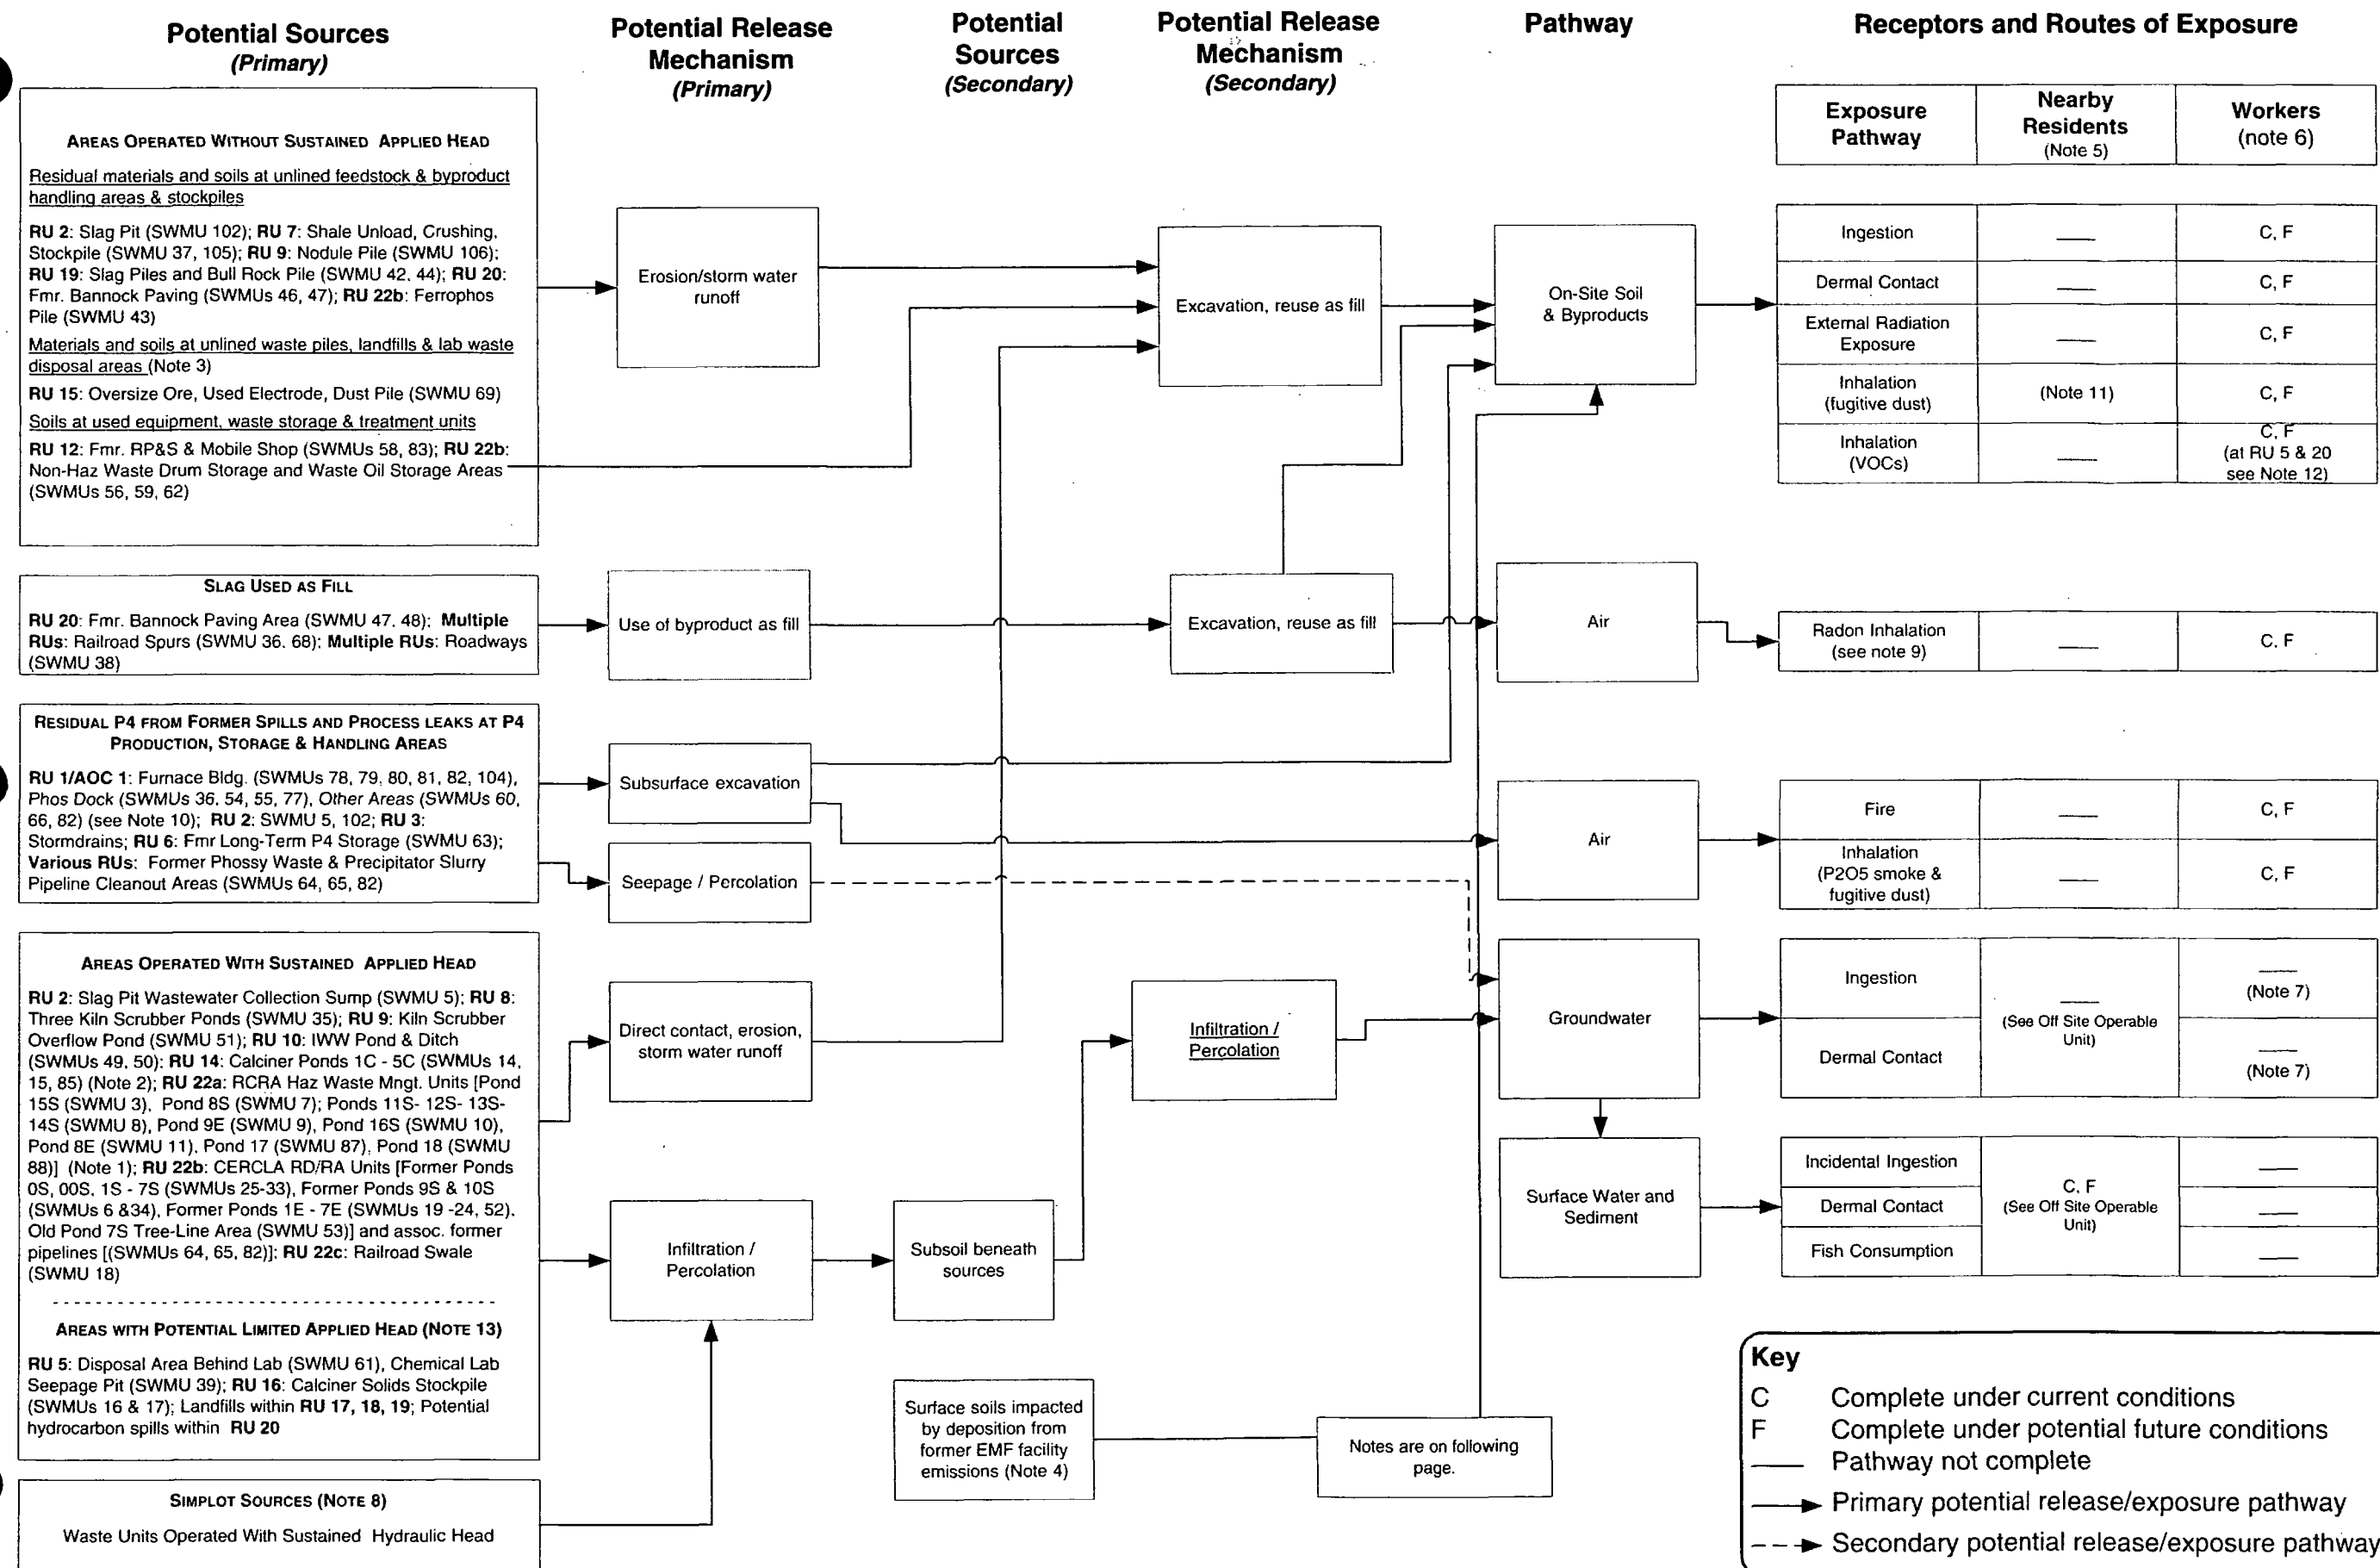 Potential Sources
(Primary)
Potential Release
Mechanism
(Primary)
Potential
Sources
(Secondary)
Potential Release
Mechanism
(Secondary)
Pathway
Receptors and Routes of Exposure
AREAS OPERATED WITHOUT SUSTAINED APPLIED HEAD
Residual materials and soils at unlined feedstock & byproduct
handling areas & stockpiles
RU 2: Slag Pit (SWMU 102); RU 7: Shale Unload, Crushing,
Stockpile (SWMU 37, 105); RU 9: Nodule Pile (SWMU 106);
RU 19: Slag Piles and Bull Rock Pile (SWMU 42, 44); RU 20:
Fmr. Bannock Paving (SWMUs 46, 47); RU 22b: Ferrophos
Pile (SWMU 43)
Materials and soils at unlined waste piles, landfills & lab waste
disposal areas (Note 3)
RU 15: Oversize Ore, Used Electrode, Dust Pile (SWMU 69)
Soils at used equipment, waste storage & treatment units
RU 12: Fmr. RP&S & Mobile Shop (SWMUs 58, 83); RU 22b:
Non-Haz Waste Drum Storage and Waste Oil Storage Areas
(SWMUs 56, 59, 62)
SLAG USED AS FILL
RU 20: Fmr. Bannock Paving Area (SWMU 47, 48); Multiple
RUs: Railroad Spurs (SWMU 36, 68); Multiple RUs: Roadways
(SWMU 38)
RESIDUAL P4 FROM FORMER SPILLS AND PROCESS LEAKS AT P4
PRODUCTION, STORAGE & HANDLING AREAS
RU 1/AOC 1: Furnace Bldg. (SWMUs 78, 79, 80, 81, 82, 104),
Phos Dock (SWMUs 36, 54, 55, 77), Other Areas (SWMUs 60,
66, 82) (see Note 10); RU 2: SWMU 5, 102; RU 3:
Stormdrains; RU 6: Fmr Long-Term P4 Storage (SWMU 63);
Various RUs: Former Phossy Waste & Precipitator Slurry
Pipeline Cleanout Areas (SWMUs 64, 65, 82)
AREAS OPERATED WITH SUSTAINED APPLIED HEAD
RU 2: Slag Pit Wastewater Collection Sump (SWMU 5); RU 8:
Three Kiln Scrubber Ponds (SWMU 35); RU 9: Kiln Scrubber
Overflow Pond (SWMU 51); RU 10: IWW Pond & Ditch
(SWMUs 49, 50); RU 14: Calciner Ponds 1C - 5C (SWMUs 14,
15, 85) (Note 2); RU 22a: RCRA Haz Waste Mngt. Units [Pond
15S (SWMU 3), Pond 8S (SWMU 7); Ponds 11S- 12S- 13S-
14S (SWMU 8), Pond 9E (SWMU 9), Pond 16S (SWMU 10),
Pond 8E (SWMU 11), Pond 17 (SWMU 87), Pond 18 (SWMU
88)] (Note 1); RU 22b: CERCLA RD/RA Units [Former Ponds
0S, 00S, 1S - 7S (SWMUs 25-33), Former Ponds 9S & 10S
(SWMUs 6 &34), Former Ponds 1E - 7E (SWMUs 19 -24, 52),
Old Pond 7S Tree-Line Area (SWMU 53)] and assoc. former
pipelines [(SWMUs 64, 65, 82)]; RU 22c: Railroad Swale
(SWMU 18)
AREAS WITH POTENTIAL LIMITED APPLIED HEAD (NOTE 13)
RU 5: Disposal Area Behind Lab (SWMU 61), Chemical Lab
Seepage Pit (SWMU 39); RU 16: Calciner Solids Stockpile
(SWMUs 16 & 17); Landfills within RU 17, 18, 19; Potential
hydrocarbon spills within RU 20
SIMPLOT SOURCES (NOTE 8)
Waste Units Operated With Sustained Hydraulic Head
Erosion/storm water
runoff
Use of byproduct as fill
Subsurface excavation
Seepage / Percolation
Direct contact, erosion,
storm water runoff
Infiltration /
Percolation
Subsoil beneath
sources
Surface soils impacted
by deposition from
former EMF facility
emissions (Note 4)
Excavation, reuse as fill
Excavation, reuse as fill
Infiltration /
Percolation
Notes are on following
page.
On-Site Soil
& Byproducts
Air
Air
Groundwater
Surface Water and
Sediment
Exposure
Pathway
Nearby
Residents
(Note 5)
Workers
(note 6)
Ingestion
C, F
Dermal Contact
C, F
External Radiation
Exposure
C, F
Inhalation
(fugitive dust)
(Note 11)
C, F
Inhalation
(VOCs)
C, F
(at RU 5 & 20
see Note 12)
Radon Inhalation
(see note 9)
C, F
Fire
C, F
Inhalation
(P2O5 smoke &
fugitive dust)
C, F
Ingestion
(See Off Site Operable
Unit)
(Note 7)
Dermal Contact
(Note 7)
Incidental Ingestion
C, F
(See Off Site Operable
Unit)
Dermal Contact
Fish Consumption
Key
C Complete under current conditions
F Complete under potential future conditions
Pathway not complete
Primary potential release/exposure pathway
Secondary potential release/exposure pathway